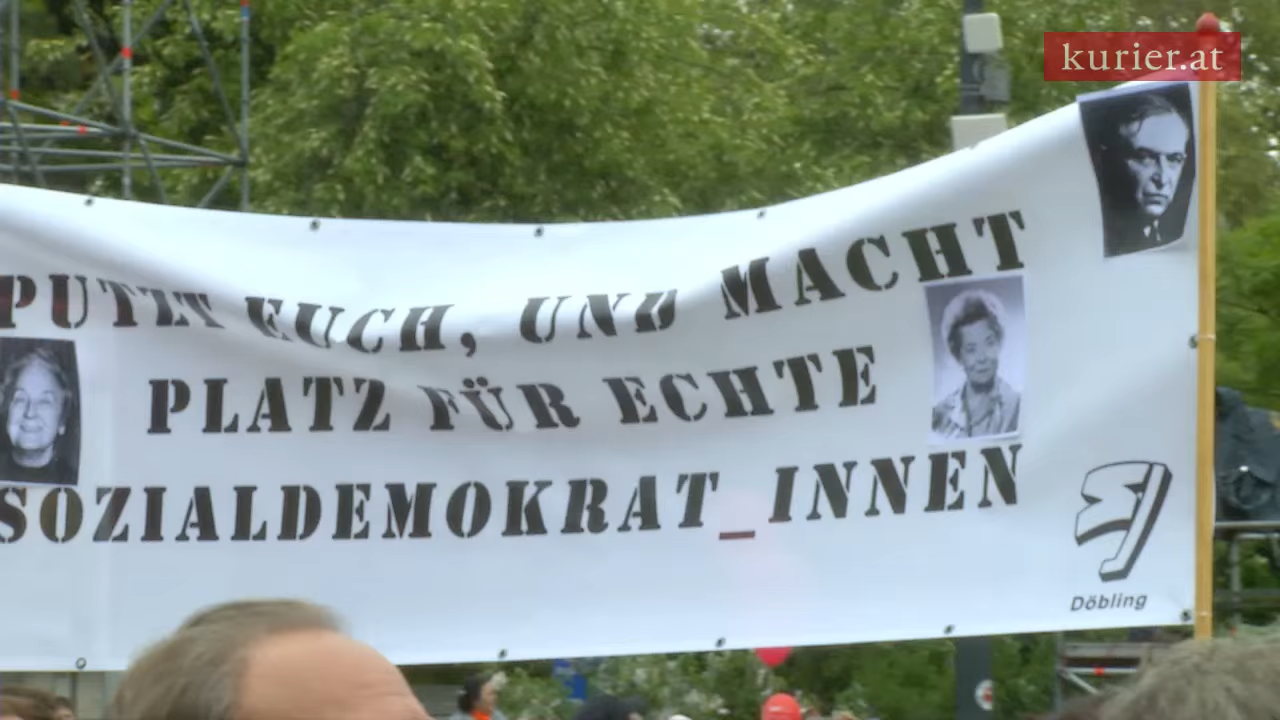 kurier.at
PUTZT EUCH, UND MACHT
PLATZ FÜR ECHTE
SOZIALDEMOKRAT_INNEN
Döbling